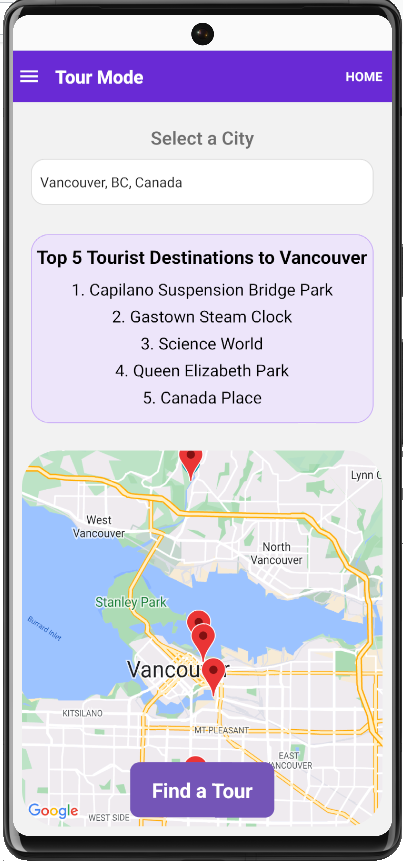 Tour Mode
HOME
Select a City
Vancouver, BC, Canada
Top 5 Tourist Destinations to Vancouver
1. Capilano Suspension Bridge Park
2. Gastown Steam Clock
3. Science World
4. Queen Elizabeth Park
5. Canada Place
Lynn
West
Vancouver
North
Vancouver
Stanley Park
Burrard Inlet
Vancouver
KITSILANO
MT PLEASANT
EAST
VANCOUVER
Find a Tour
Google
WEST SIDE